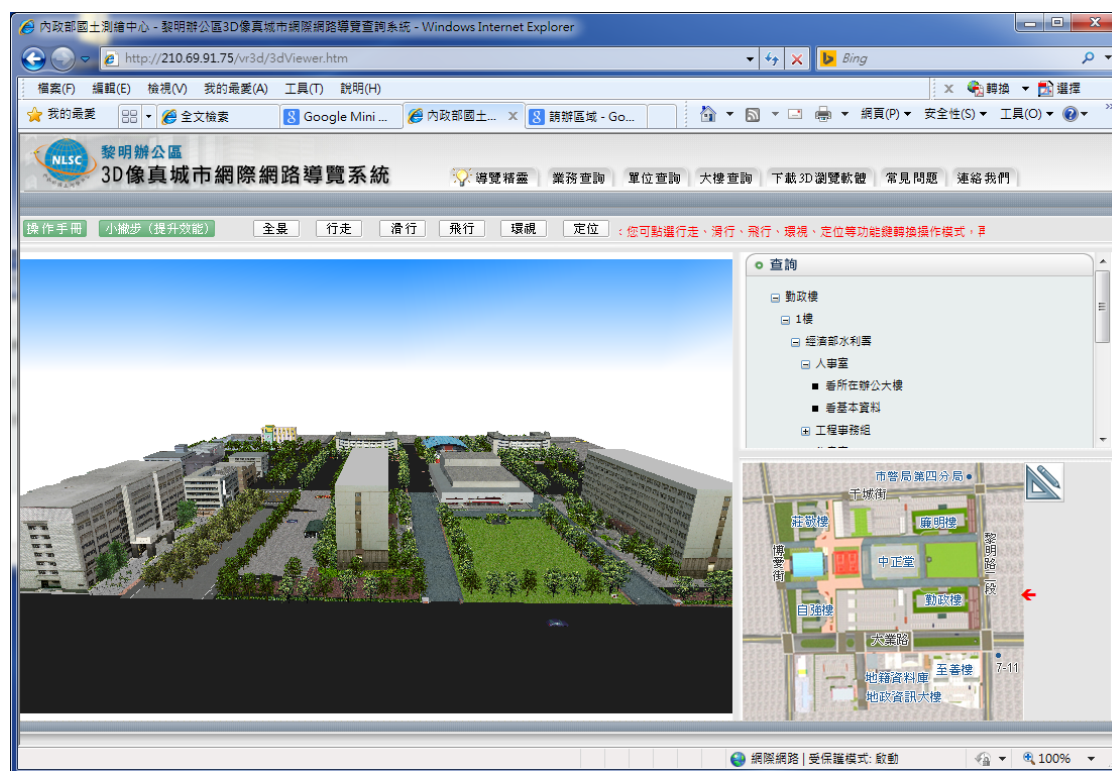 內政部國土測繪中心 - 黎明辦公區3D像真城市網際網路導覽查詢系統 - Windows Internet Explorer
http://210.69.91.75/vr3d/3dViewer.htm
Bing
檔案(F) 編輯(E) 檢視(V) 我的最愛(A) 工具(T) 說明(H)
轉換 選擇
我的最愛 全文檢索 Google Mini ... 內政部國土... 請辦區域 - Go... 網頁(P) 安全性(S) 工具(O)
NLSC
黎明辦公區
3D像真城市網際網路導覽系統
導覽精靈 業務查詢 單位查詢 大樓查詢 下載3D瀏覽軟體 常見問題 連絡我們
操作手冊 小撇步（提升效能） 全景 行走 滑行 飛行 環視 定位 ：您可點選行走、滑行、飛行、環視、定位等功能鍵轉換操作模式，
查詢
勤政樓
1樓
經濟部水利署
人事室
看所在辦公大樓
看基本資料
工程事務組
市警局第四分局
干城街
莊敬樓
廉明樓
博愛街
中正堂
黎明路二段
自強樓
勤政樓
大業路
至善樓
7-11
地籍資料庫
地政資訊大樓
網際網路 | 受保護模式: 啟動
100%